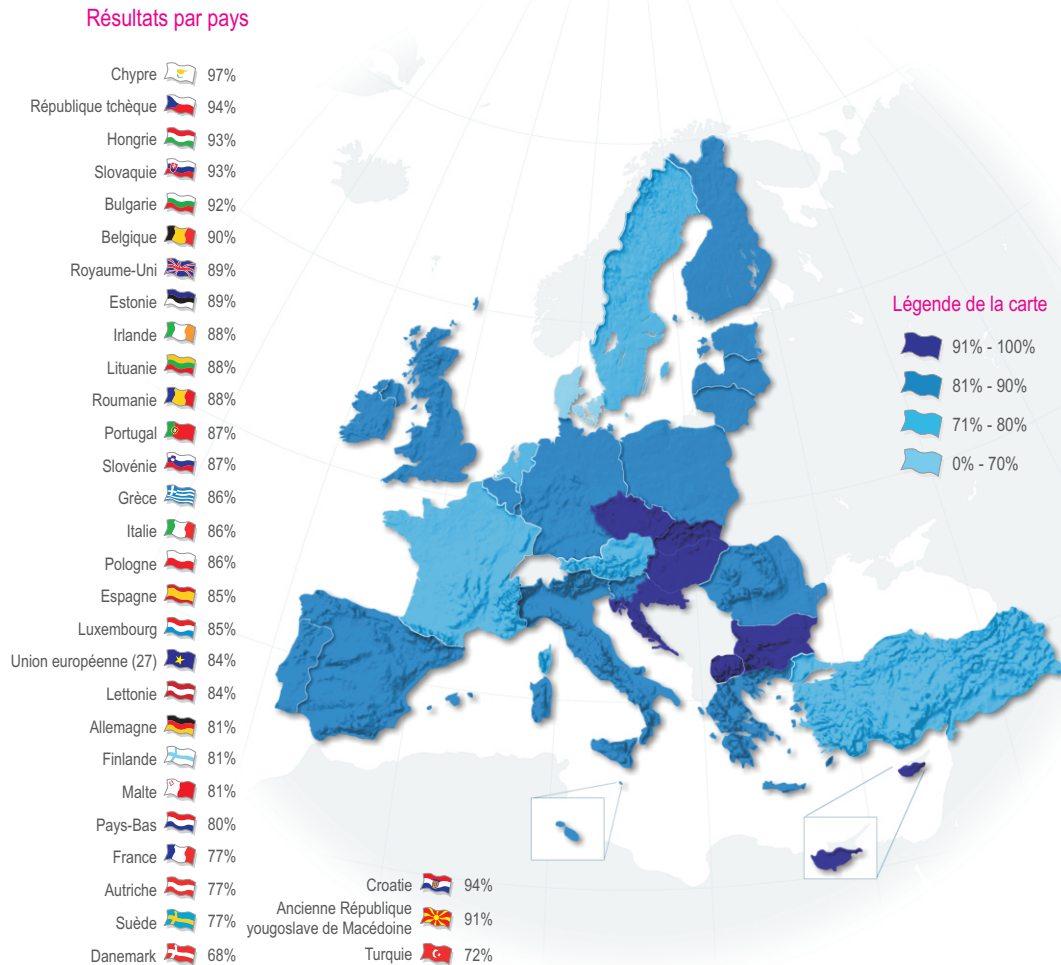 Résultats par pays
Chypre 97%
République tchèque 94%
Hongrie 93%
Slovaquie 93%
Bulgarie 92%
Belgique 90%
Royaume-Uni 89%
Estonie 89%
Irlande 88%
Lituanie 88%
Roumanie 88%
Portugal 87%
Slovénie 87%
Grèce 86%
Italie 86%
Pologne 86%
Espagne 85%
Luxembourg 85%
Union européenne (27) 84%
Lettonie 84%
Allemagne 81%
Finlande 81%
Malte 81%
Pays-Bas 80%
France 77%
Autriche 77%
Suède 77%
Danemark 68%
Croatie 94%
Ancienne République
yougoslave de Macédoine 91%
Turquie 72%
Légende de la carte
91% - 100%
81% - 90%
71% - 80%
0% - 70%